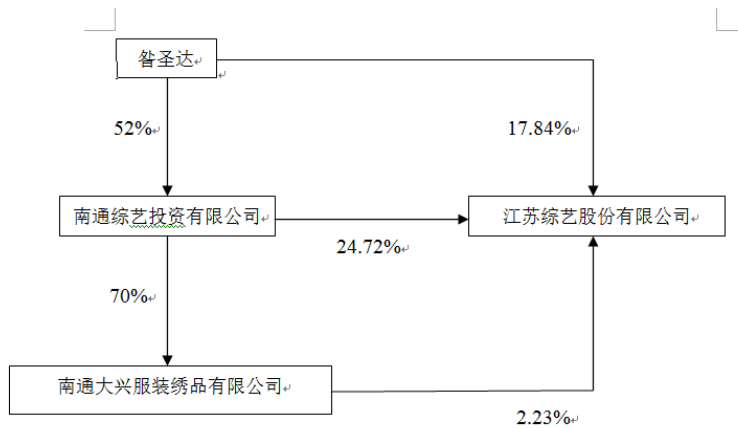 昝圣达
52%
17.84%
南通综艺投资有限公司
江苏综艺股份有限公司
24.72%
70%
南通大兴服装绣品有限公司
2.23%